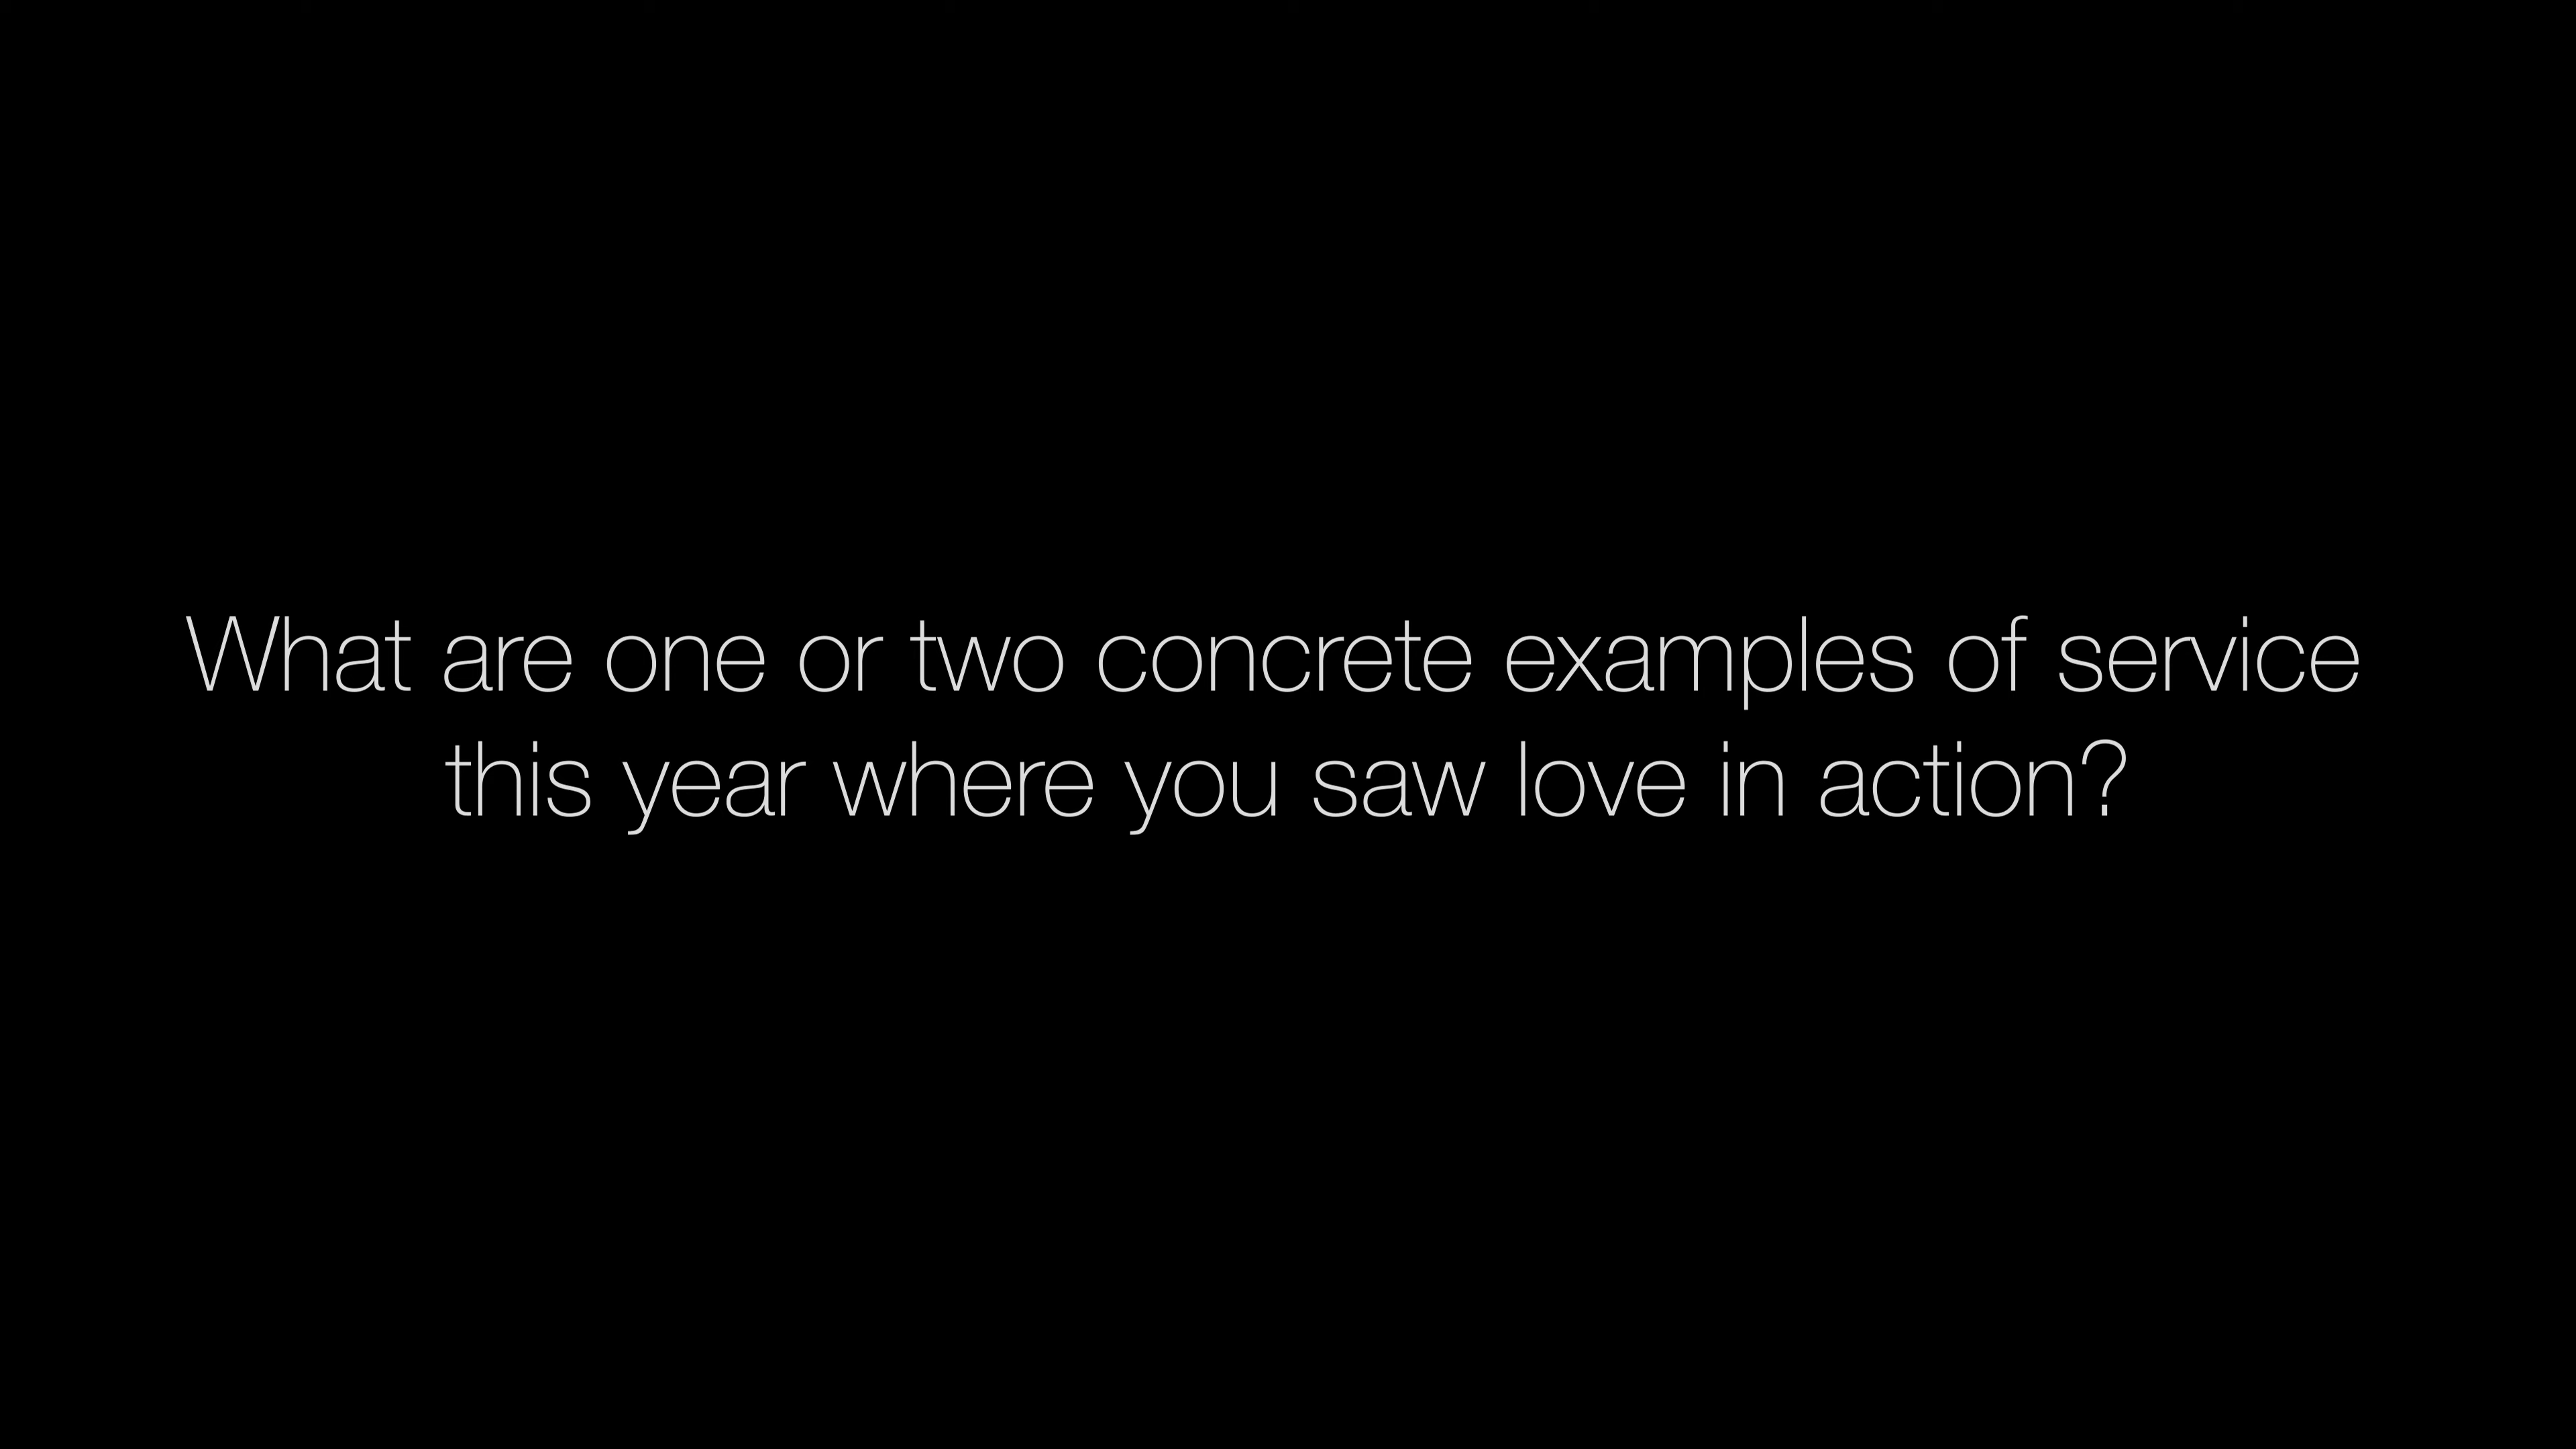 What are one or two concrete examples of service
this year where you saw love in action?